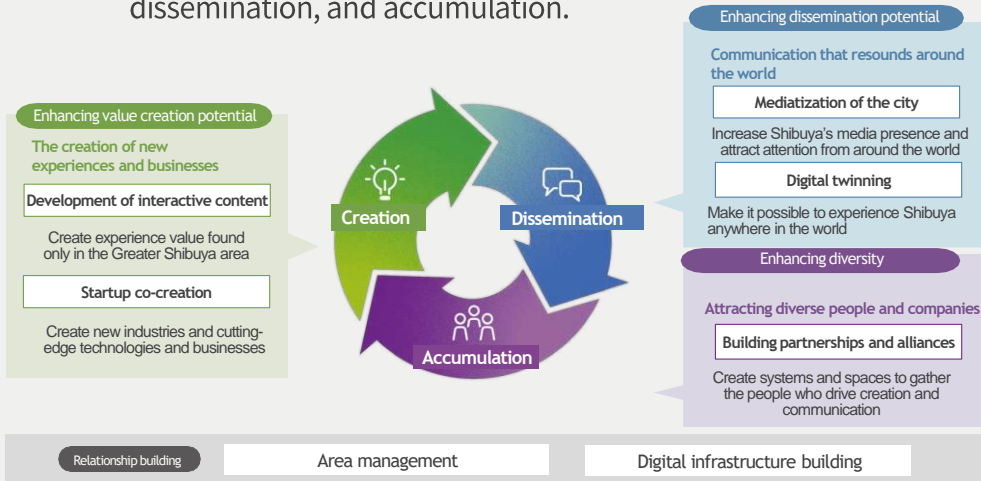 dissemination, and accumulation.
Enhancing value creation potential
The creation of new
experiences and businesses
Development of interactive content
Create experience value found
only in the Greater Shibuya area
Startup co-creation
Create new industries and cutting-
edge technologies and businesses
Creation
Dissemination
Accumulation
Enhancing dissemination potential
Communication that resounds around
the world
Mediatization of the city
Increase Shibuya's media presence and
attract attention from around the world
Digital twinning
Make it possible to experience Shibuya
anywhere in the world
Enhancing diversity
Attracting diverse people and companies
Building partnerships and alliances
Create systems and spaces to gather
the people who drive creation and
communication
Relationship building
Area management
Digital infrastructure building